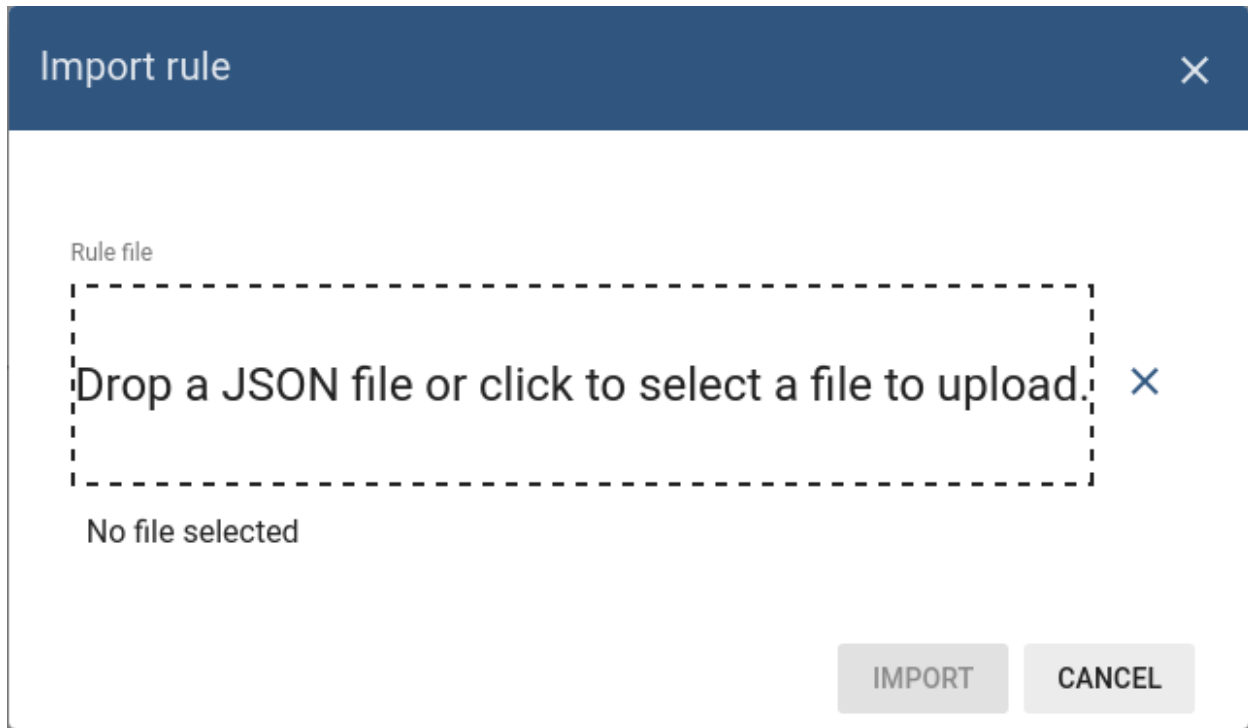 Import rule
Rule file
Drop a JSON file or click to select a file to upload.
No file selected
IMPORT CANCEL